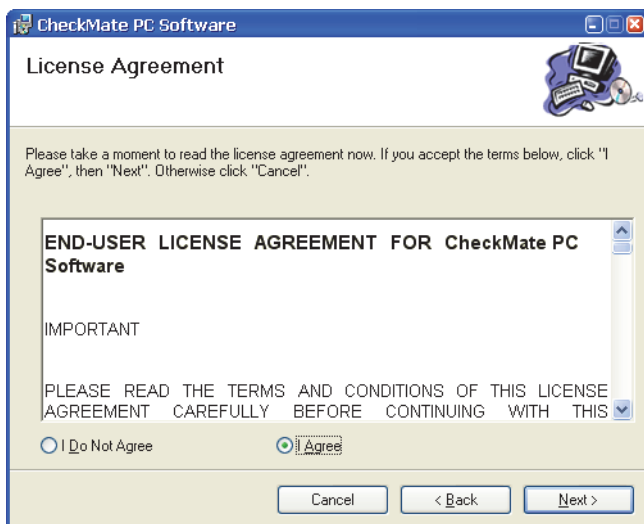 CheckMate PC Software
License Agreement
Please take a moment to read the license agreement now. If you accept the terms below, click "I
Agree", then "Next". Otherwise click "Cancel".
END-USER LICENSE AGREEMENT FOR CheckMate PC
Software
IMPORTANT
PLEASE READ THE TERMS AND CONDITIONS OF THIS LICENSE
AGREEMENT CAREFULLY BEFORE CONTINUING WITH THIS
I Do Not Agree I Agree
Cancel < Back Next >